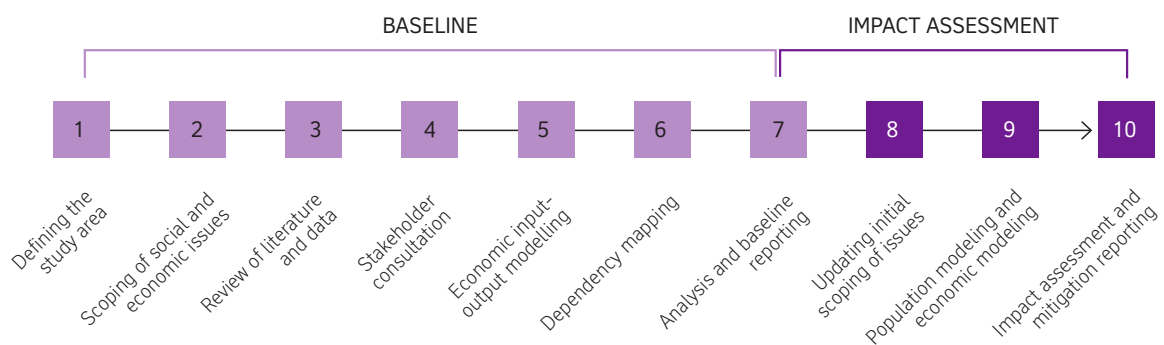 BASELINE
IMPACT ASSESSMENT
1
2
3
4
5
6
7
8
9
10
Defining the
study area
Scoping of social and
economic issues
Review of literature
and data
Stakeholder
consultation
Economic input-
output modelling
Dependency mapping
Analysis and baseline
reporting
Updating initial
scoping of issues
Population modeling and
economic modeling
Impact assessment and
mitigation reporting